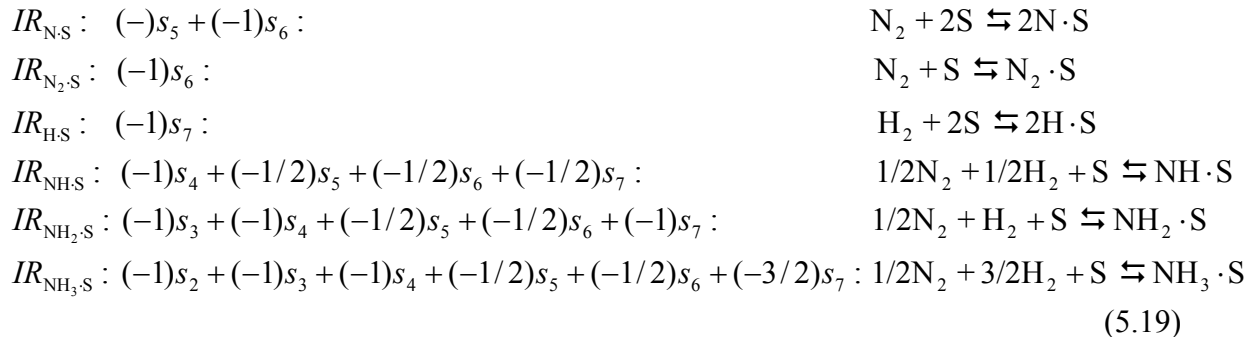 IR_{N·S} : (−)s_5 + (−1)s_6 : N_2 + 2S ⇆ 2N·S
IR_{N_2·S} : (−1)s_6 : N_2 + S ⇆ N_2·S
IR_{H·S} : (−1)s_7 : H_2 + 2S ⇆ 2H·S
IR_{NH·S} : (−1)s_4 + (−1/2)s_5 + (−1/2)s_6 + (−1/2)s_7 : 1/2N_2 + 1/2H_2 + S ⇆ NH·S
IR_{NH_2·S} : (−1)s_3 + (−1)s_4 + (−1/2)s_5 + (−1/2)s_6 + (−1)s_7 : 1/2N_2 + H_2 + S ⇆ NH_2·S
IR_{NH_3·S} : (−1)s_2 + (−1)s_3 + (−1)s_4 + (−1/2)s_5 + (−1/2)s_6 + (−3/2)s_7 : 1/2N_2 + 3/2H_2 + S ⇆ NH_3·S
(5.19)